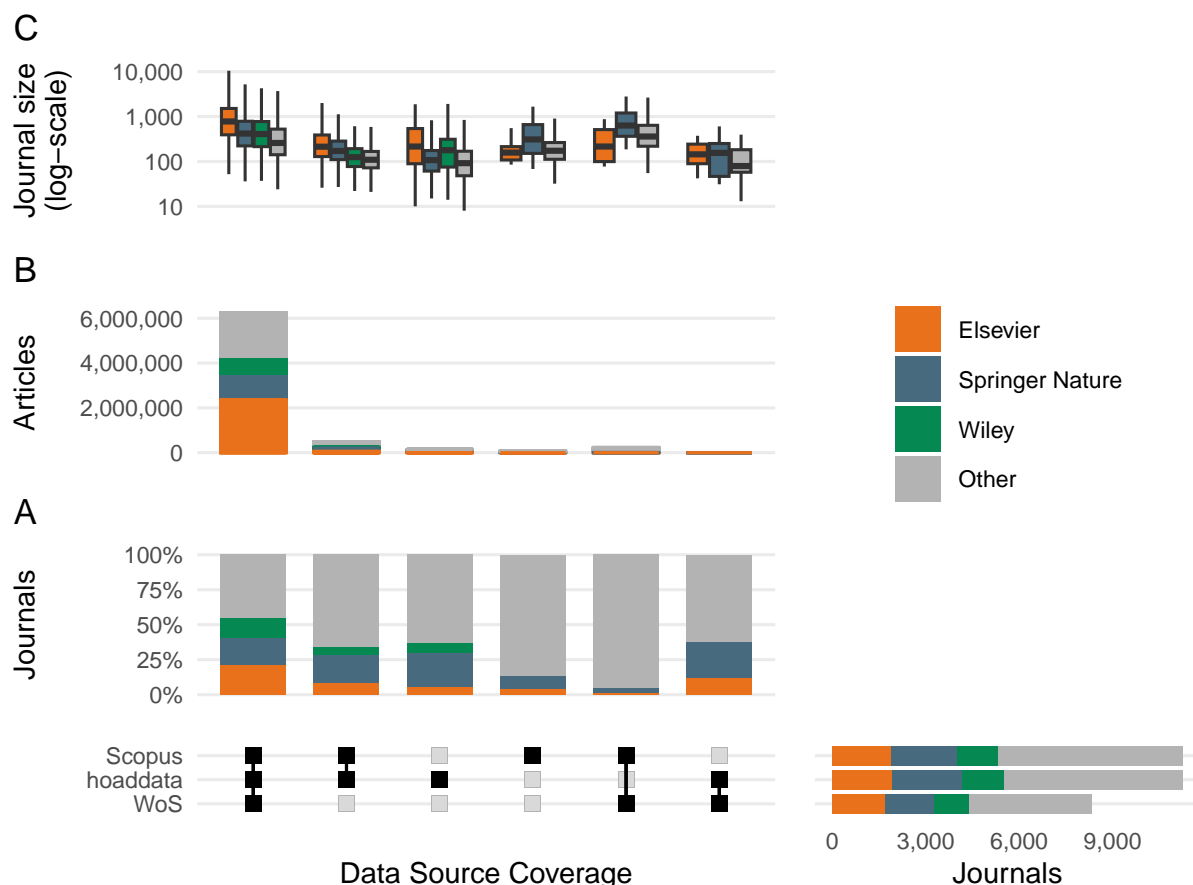 C
Journal size
(log−scale)
10,000
1,000
100
10
B
Articles
6,000,000
4,000,000
2,000,000
0
Elsevier
Springer Nature
Wiley
Other
A
Journals
100%
75%
50%
25%
0%
Scopus
hoaddata
WoS
0 3,000 6,000 9,000
Data Source Coverage
Journals